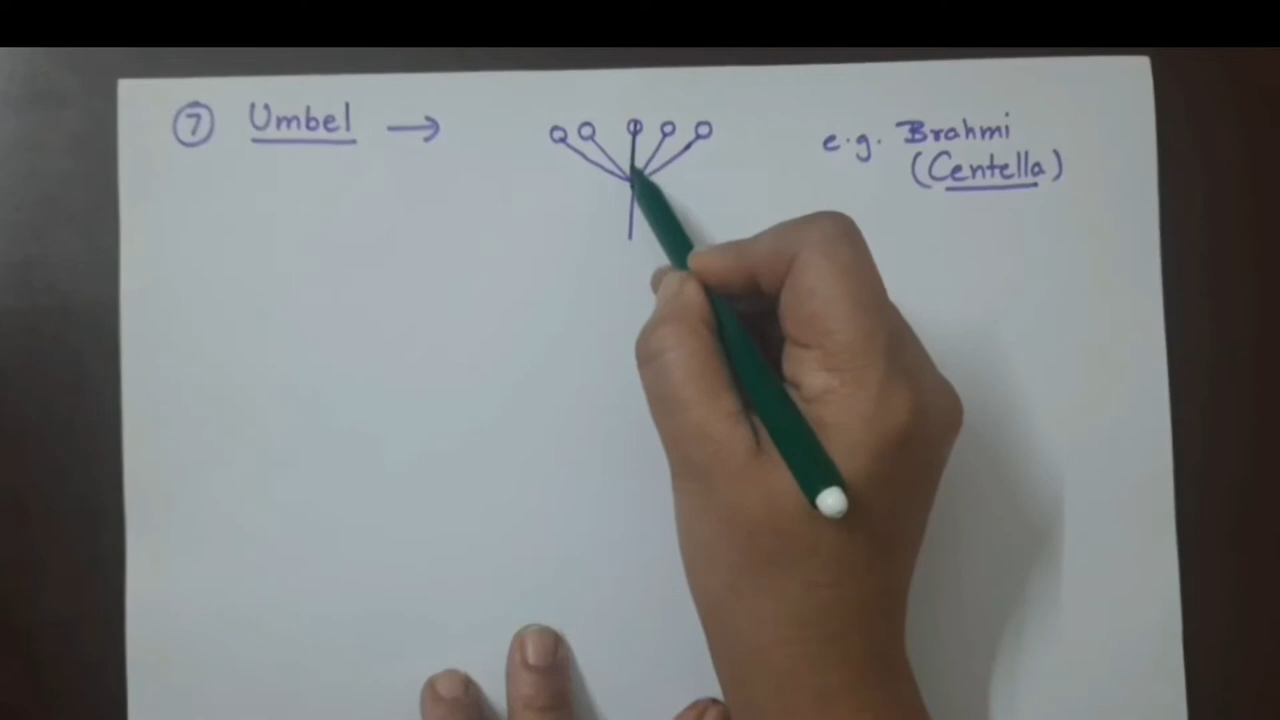 ⑦ Umbel → e.g. Brahmi
(Centella)